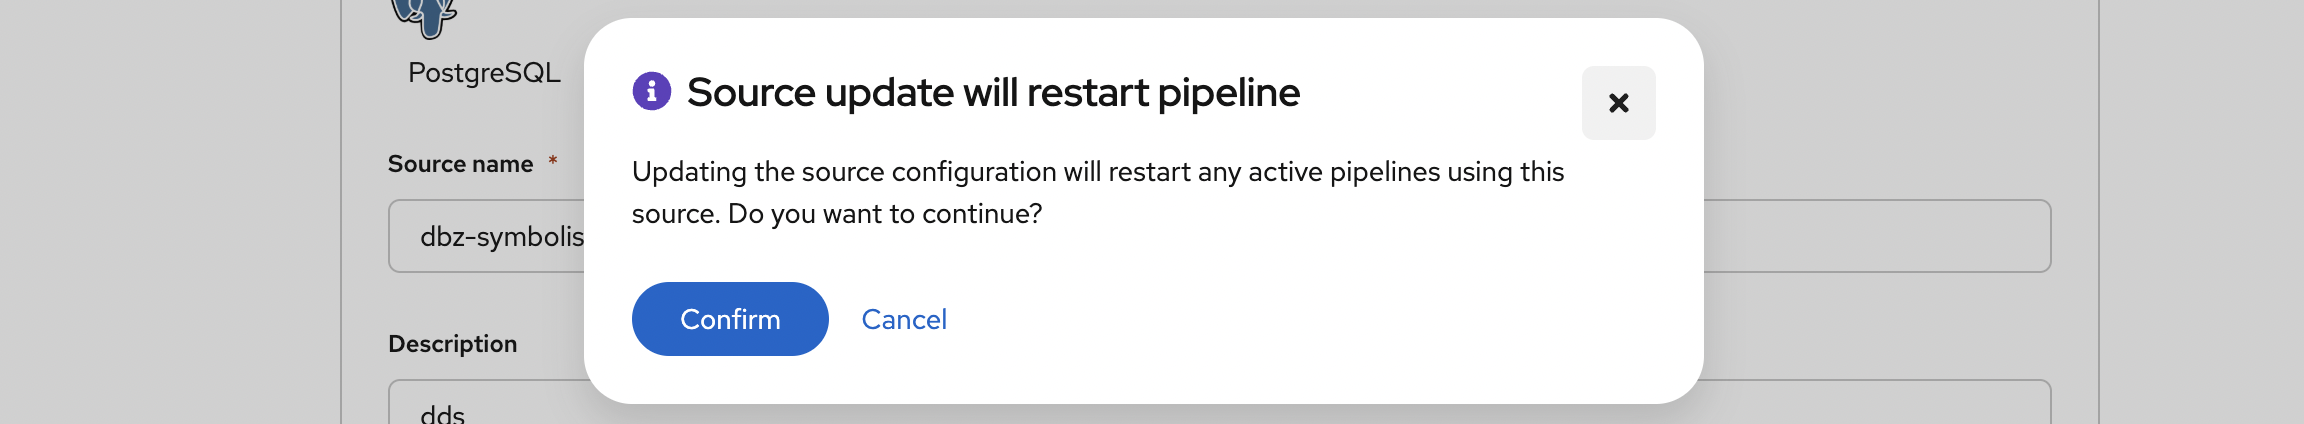 PostgreSQL
Source update will restart pipeline
Updating the source configuration will restart any active pipelines using this
source. Do you want to continue?
Confirm
Cancel
Source name *
dbz-symbolis
Description
dds